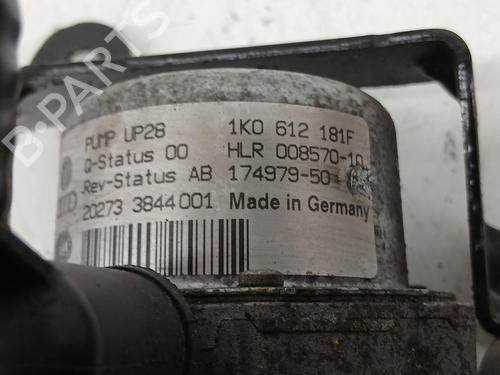 B-PARTS
PUMP UP28 1K0 612 181F
Q-Status 00 HLR 008570-10
Rev-Status AB 174979-50
20273 3844001 Made in Germany